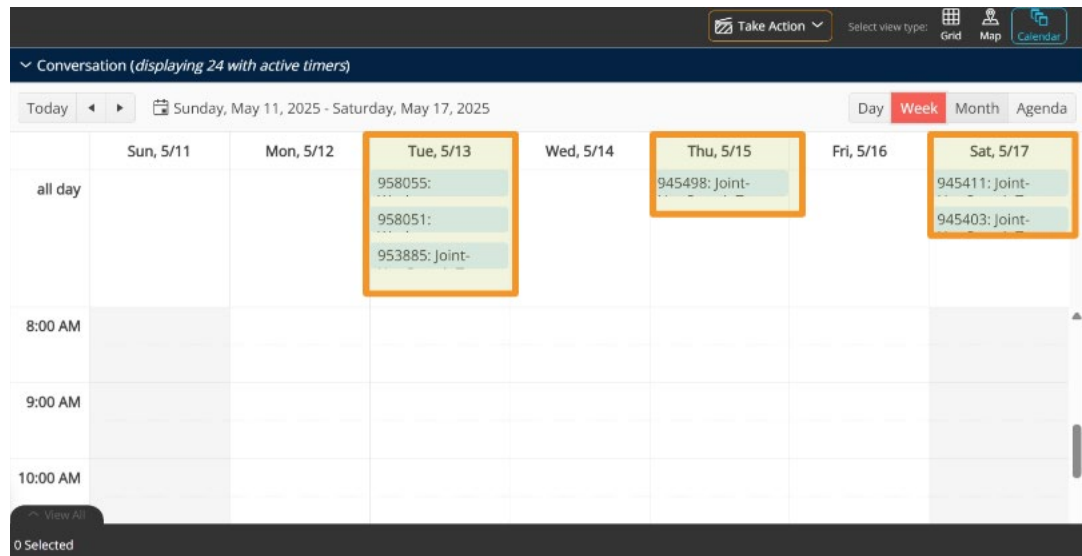 Take Action
Select view type:
Grid
Map
Calendar
Conversation (displaying 24 with active timers)
Today
Sunday, May 11, 2025 - Saturday, May 17, 2025
Day Week Month Agenda
Sun, 5/11 Mon, 5/12 Tue, 5/13 Wed, 5/14 Thu, 5/15 Fri, 5/16 Sat, 5/17
all day
958055:
958051:
953885: Joint-
945498: Joint-
945411: Joint-
945403: Joint-
8:00 AM
9:00 AM
10:00 AM
View All
0 Selected